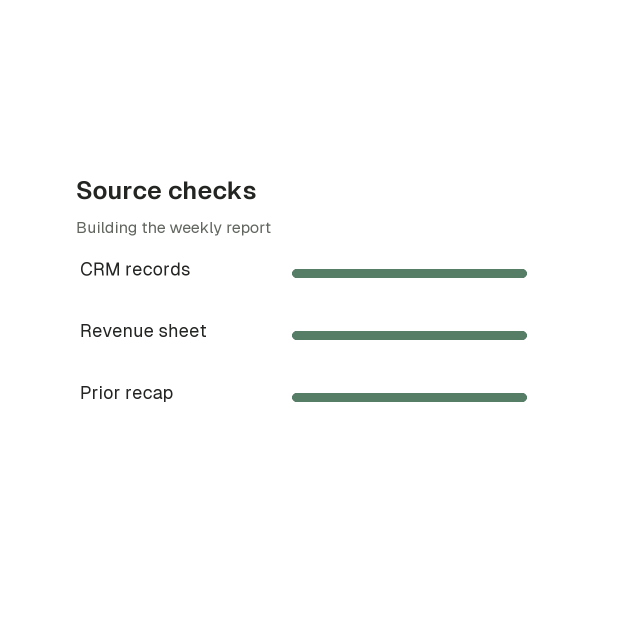 Source checks
Building the weekly report
CRM records
Revenue sheet
Prior recap